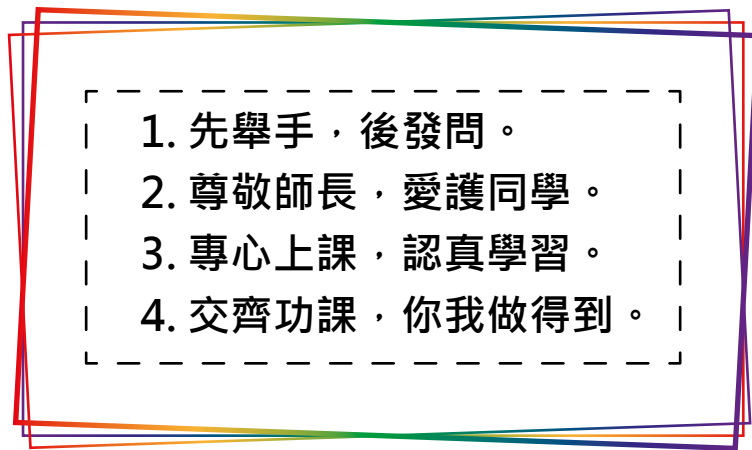 1. 先舉手，後發問。
2. 尊敬師長，愛護同學。
3. 專心上課，認真學習。
4. 交齊功課，你我做得到。